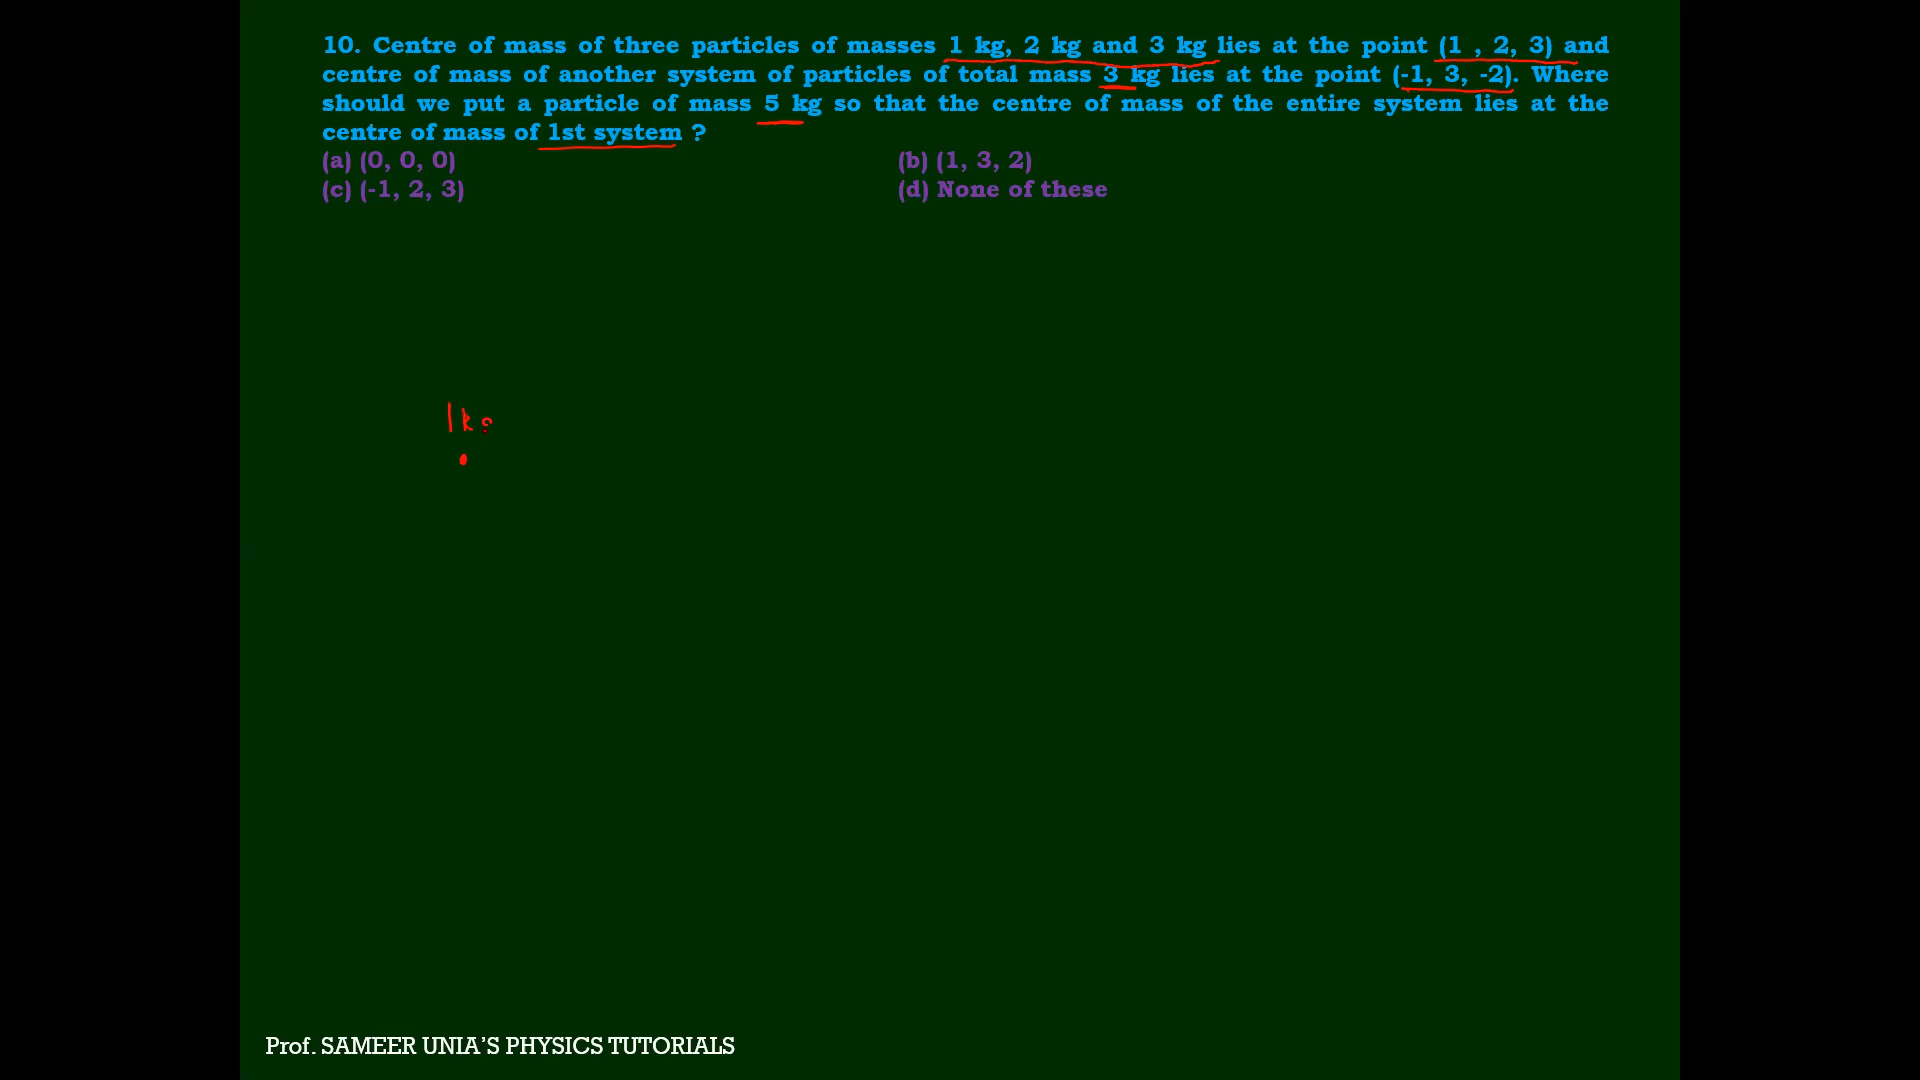 10. Centre of mass of three particles of masses 1 kg, 2 kg and 3 kg lies at the point (1 , 2, 3) and
centre of mass of another system of particles of total mass 3 kg lies at the point (-1, 3, -2). Where
should we put a particle of mass 5 kg so that the centre of mass of the entire system lies at the
centre of mass of 1st system ?
(a) (0, 0, 0) (b) (1, 3, 2)
(c) (-1, 2, 3) (d) None of these
1k
Prof. SAMEER UNIA'S PHYSICS TUTORIALS